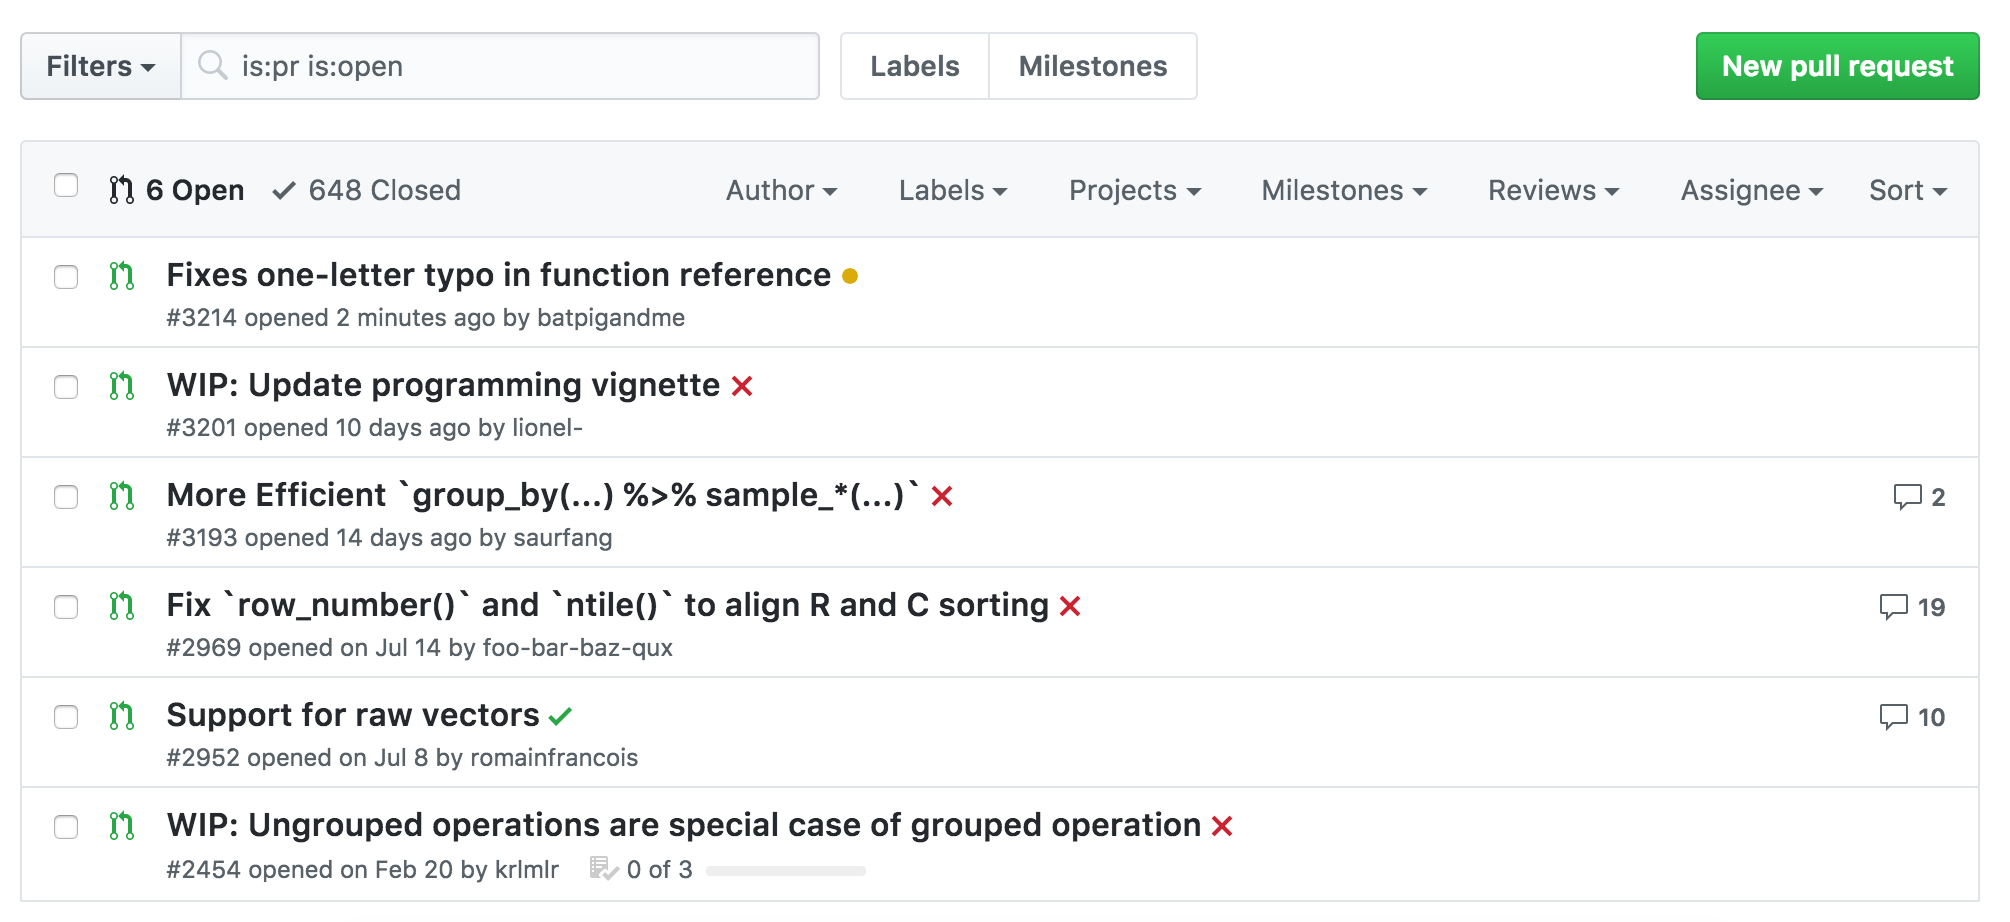 Filters is:pr is:open Labels Milestones New pull request
6 Open 648 Closed Author Labels Projects Milestones Reviews Assignee Sort
Fixes one-letter typo in function reference
#3214 opened 2 minutes ago by batpigandme
WIP: Update programming vignette
#3201 opened 10 days ago by lionel-
More Efficient `group_by(...) %>% sample_*(...)` 2
#3193 opened 14 days ago by saurfang
Fix `row_number()` and `ntile()` to align R and C sorting 19
#2969 opened on Jul 14 by foo-bar-baz-qux
Support for raw vectors 10
#2952 opened on Jul 8 by romainfrancois
WIP: Ungrouped operations are special case of grouped operation
#2454 opened on Feb 20 by krlmlr 0 of 3